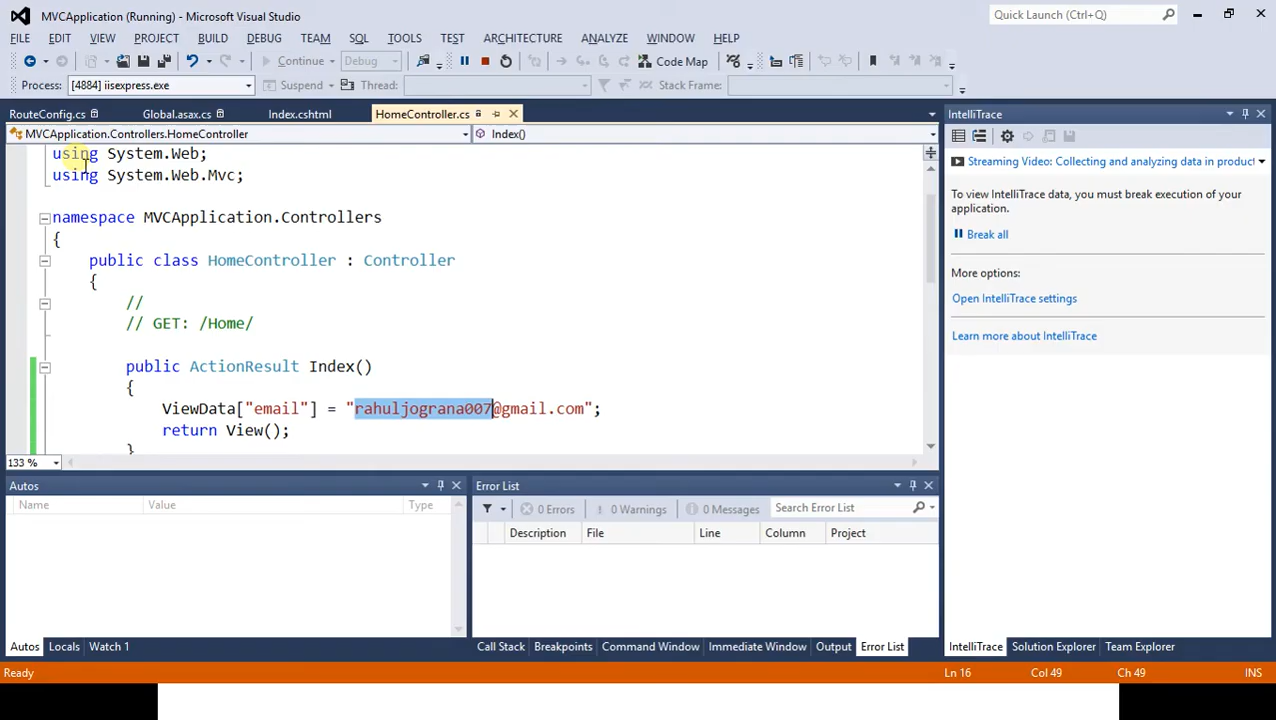 MVCApplication (Running) - Microsoft Visual Studio
Quick Launch (Ctrl+Q)
FILE EDIT VIEW PROJECT BUILD DEBUG TEAM SQL TOOLS TEST ARCHITECTURE ANALYZE WINDOW HELP
Continue Debug Code Map
Process: [4884] iisexpress.exe Suspend Thread: Stack Frame:
RouteConfig.cs Global.asax.cs Index.cshtml HomeController.cs
MVCApplication.Controllers.HomeController Index()
using System.Web;
using System.Web.Mvc;
namespace MVCApplication.Controllers
{
public class HomeController : Controller
{
//
// GET: /Home/
public ActionResult Index()
{
ViewData["email"] = "rahuljograna007@gmail.com";
return View();
}
133 %
IntelliTrace
Streaming Video: Collecting and analyzing data in product
To view IntelliTrace data, you must break execution of your
application.
Break all
More options:
Open IntelliTrace settings
Learn more about IntelliTrace
Autos
Name Value Type
Autos Locals Watch 1
Error List
0 Errors 0 Warnings 0 Messages Search Error List
Description File Line Column Project
Call Stack Breakpoints Command Window Immediate Window Output Error List
IntelliTrace Solution Explorer Team Explorer
Ready Ln 16 Col 49 Ch 49 INS